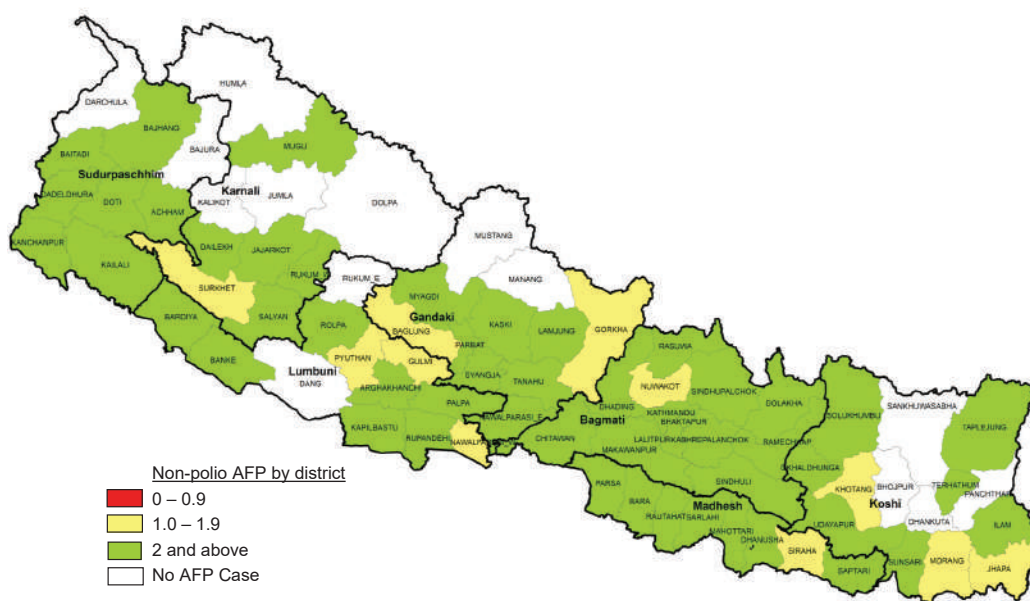 HUMLA
DARCHULA
BAJHANG
BAJURA
MUGU
BAITADI
Sudurpaschhim
Karnali
JUMLA
KALIKOT
DOLPA
DADELDHURA
DOTI
ACHHAM
MUSTANG
KANCHANPUR
KAILALI
DAILEKH
JAJARKOT
RUKUM_E
MANANG
SURKHET
MYAGDI
BARDIYA
SALYAN
ROLPA
Gandaki
KASKI
LAMJUNG
GORKHA
BAGLUNG
PARBAT
BANKE
PYUTHAN
GULMI
RASUWA
Lumbuni
DANG
SYANGJA
TANAHU
NUWAKOT
SINDHUPALCHOK
ARGHAKHANCHI
DOLAKHA
SANKHUWASABHA
PALPA
DHADING
KATHMANDU
BHAKTAPUR
SOLUKHUMBU
TAPLEJUNG
KAPILBASTU
RUPANDEHI
CHITAWAN
Bagmati
LALITPUR
MAKAWANPUR
RAMECHHAP
OKHALDHUNGA
SINDHULI
KHOTANG
BHOJPUR
TERHATHUM
PANCHTHAR
Koshi
DHANKUTA
PARSA
BARA
Madhesh
RAUTAHAT
SARLAHI
MAHOTTARI
DHANUSHA
SIRAHA
UDAYAPUR
SAPTARI
SUNSARI
MORANG
ILAM
JHAPA
Non-polio AFP by district
0 – 0.9
1.0 – 1.9
2 and above
No AFP Case